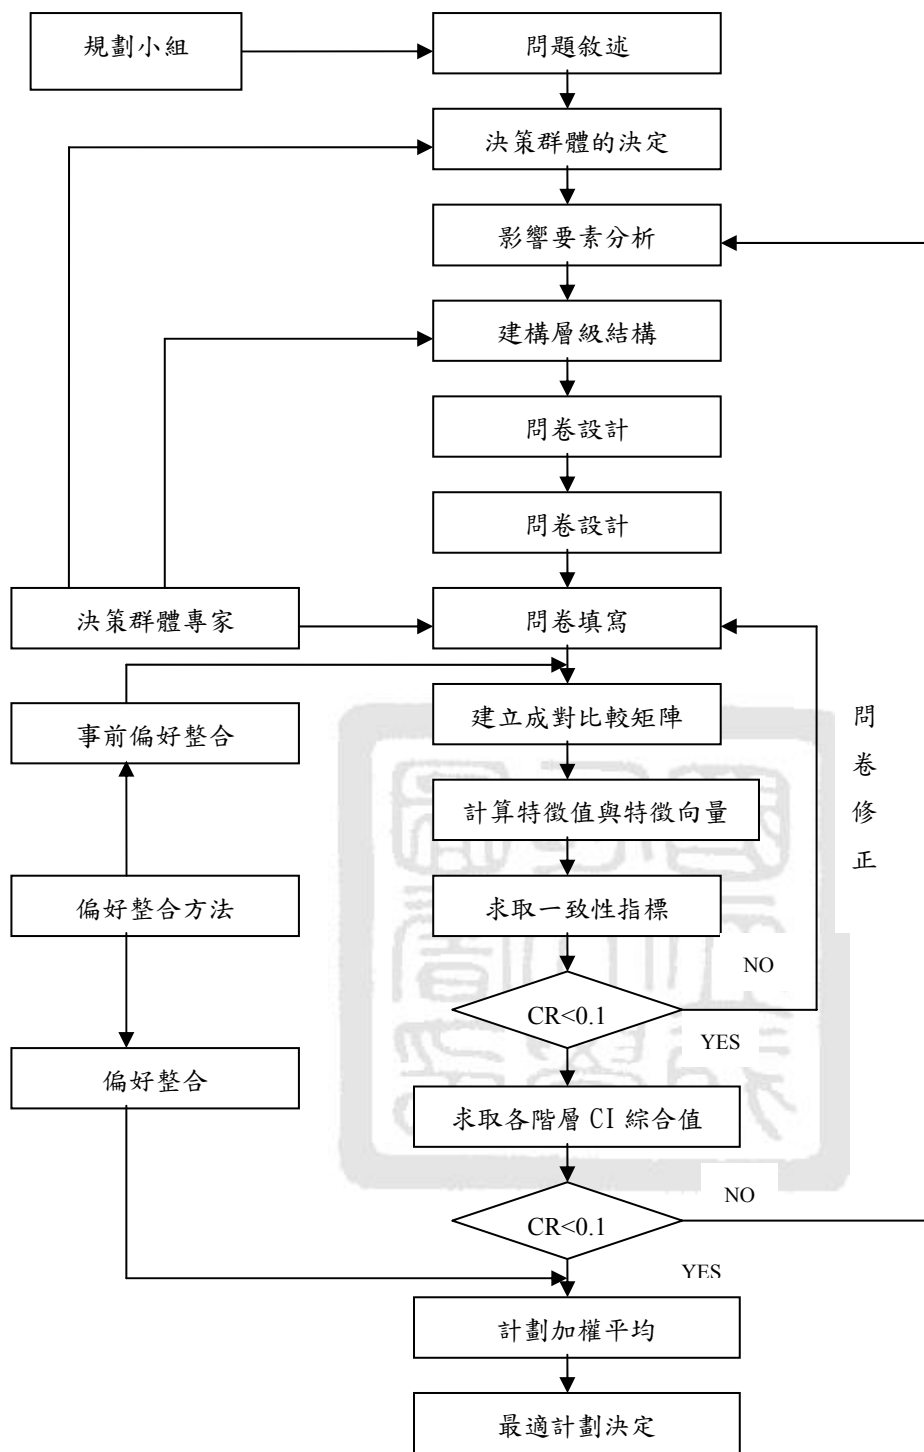 規劃小組
問題敘述
決策群體的決定
影響要素分析
建構層級結構
問卷設計
問卷設計
決策群體專家
問卷填寫
事前偏好整合
建立成對比較矩陣
問卷修正
計算特徵值與特徵向量
偏好整合方法
求取一致性指標
NO
CR<0.1
YES
偏好整合
求取各階層 CI 綜合值
NO
CR<0.1
YES
計劃加權平均
最適計劃決定